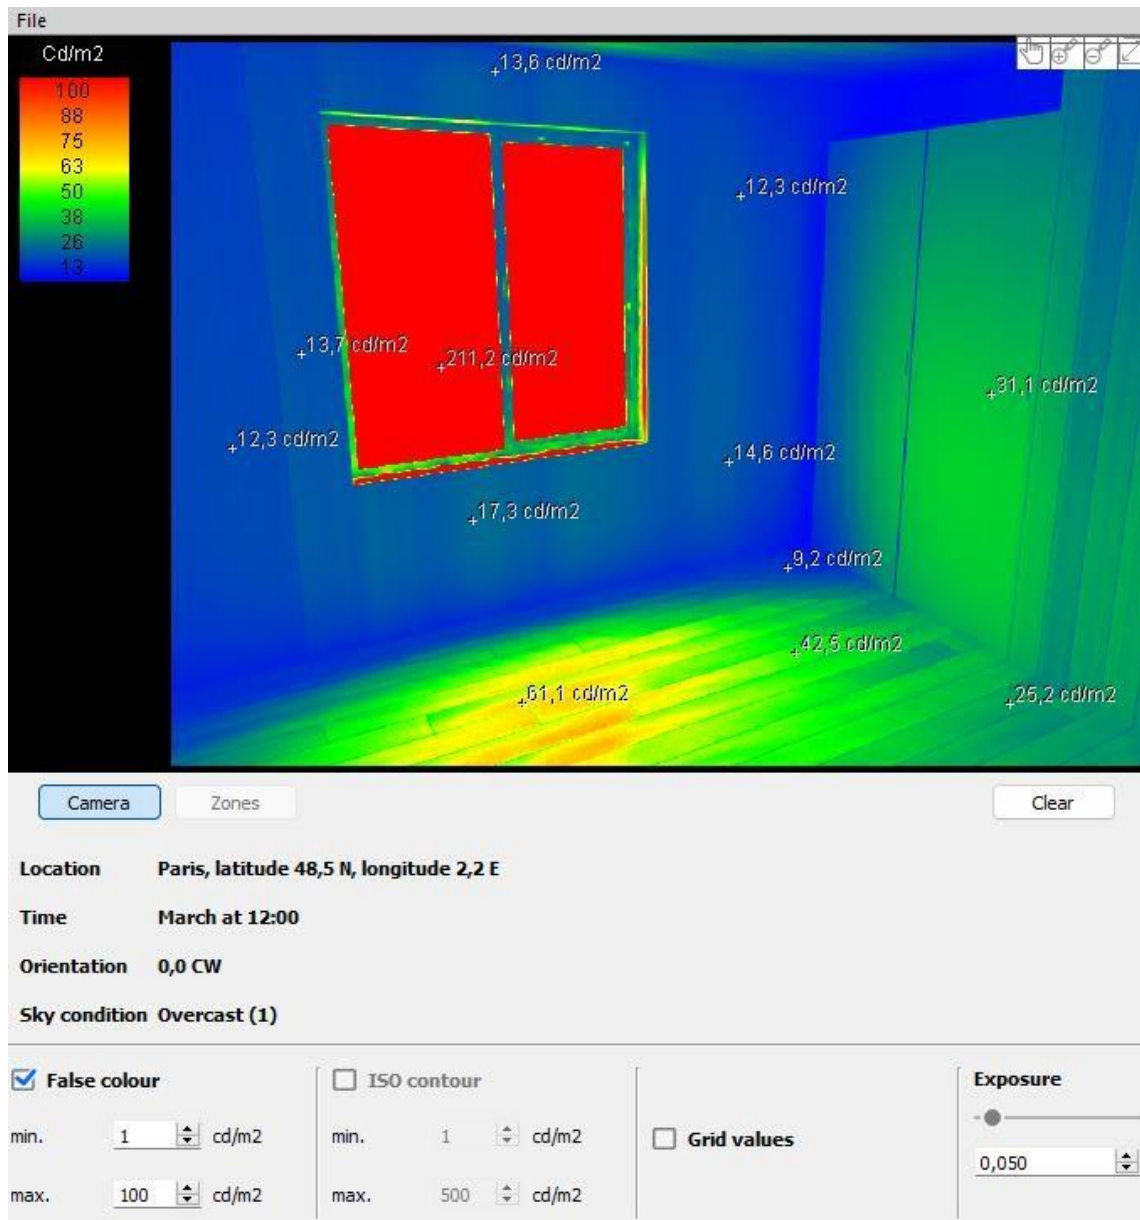 File
Cd/m2
100
88
75
63
50
38
26
13
13,6 cd/m2
12,3 cd/m2
13,7 cd/m2
211,2 cd/m2
31,1 cd/m2
12,3 cd/m2
14,6 cd/m2
17,3 cd/m2
9,2 cd/m2
42,5 cd/m2
61,1 cd/m2
25,2 cd/m2
Camera Zones Clear
Location Paris, latitude 48,5 N, longitude 2,2 E
Time March at 12:00
Orientation 0,0 CW
Sky condition Overcast (1)
False colour ISO contour Exposure
min. 1 cd/m2 min. 1 cd/m2 Grid values
0,050
max. 100 cd/m2 max. 500 cd/m2